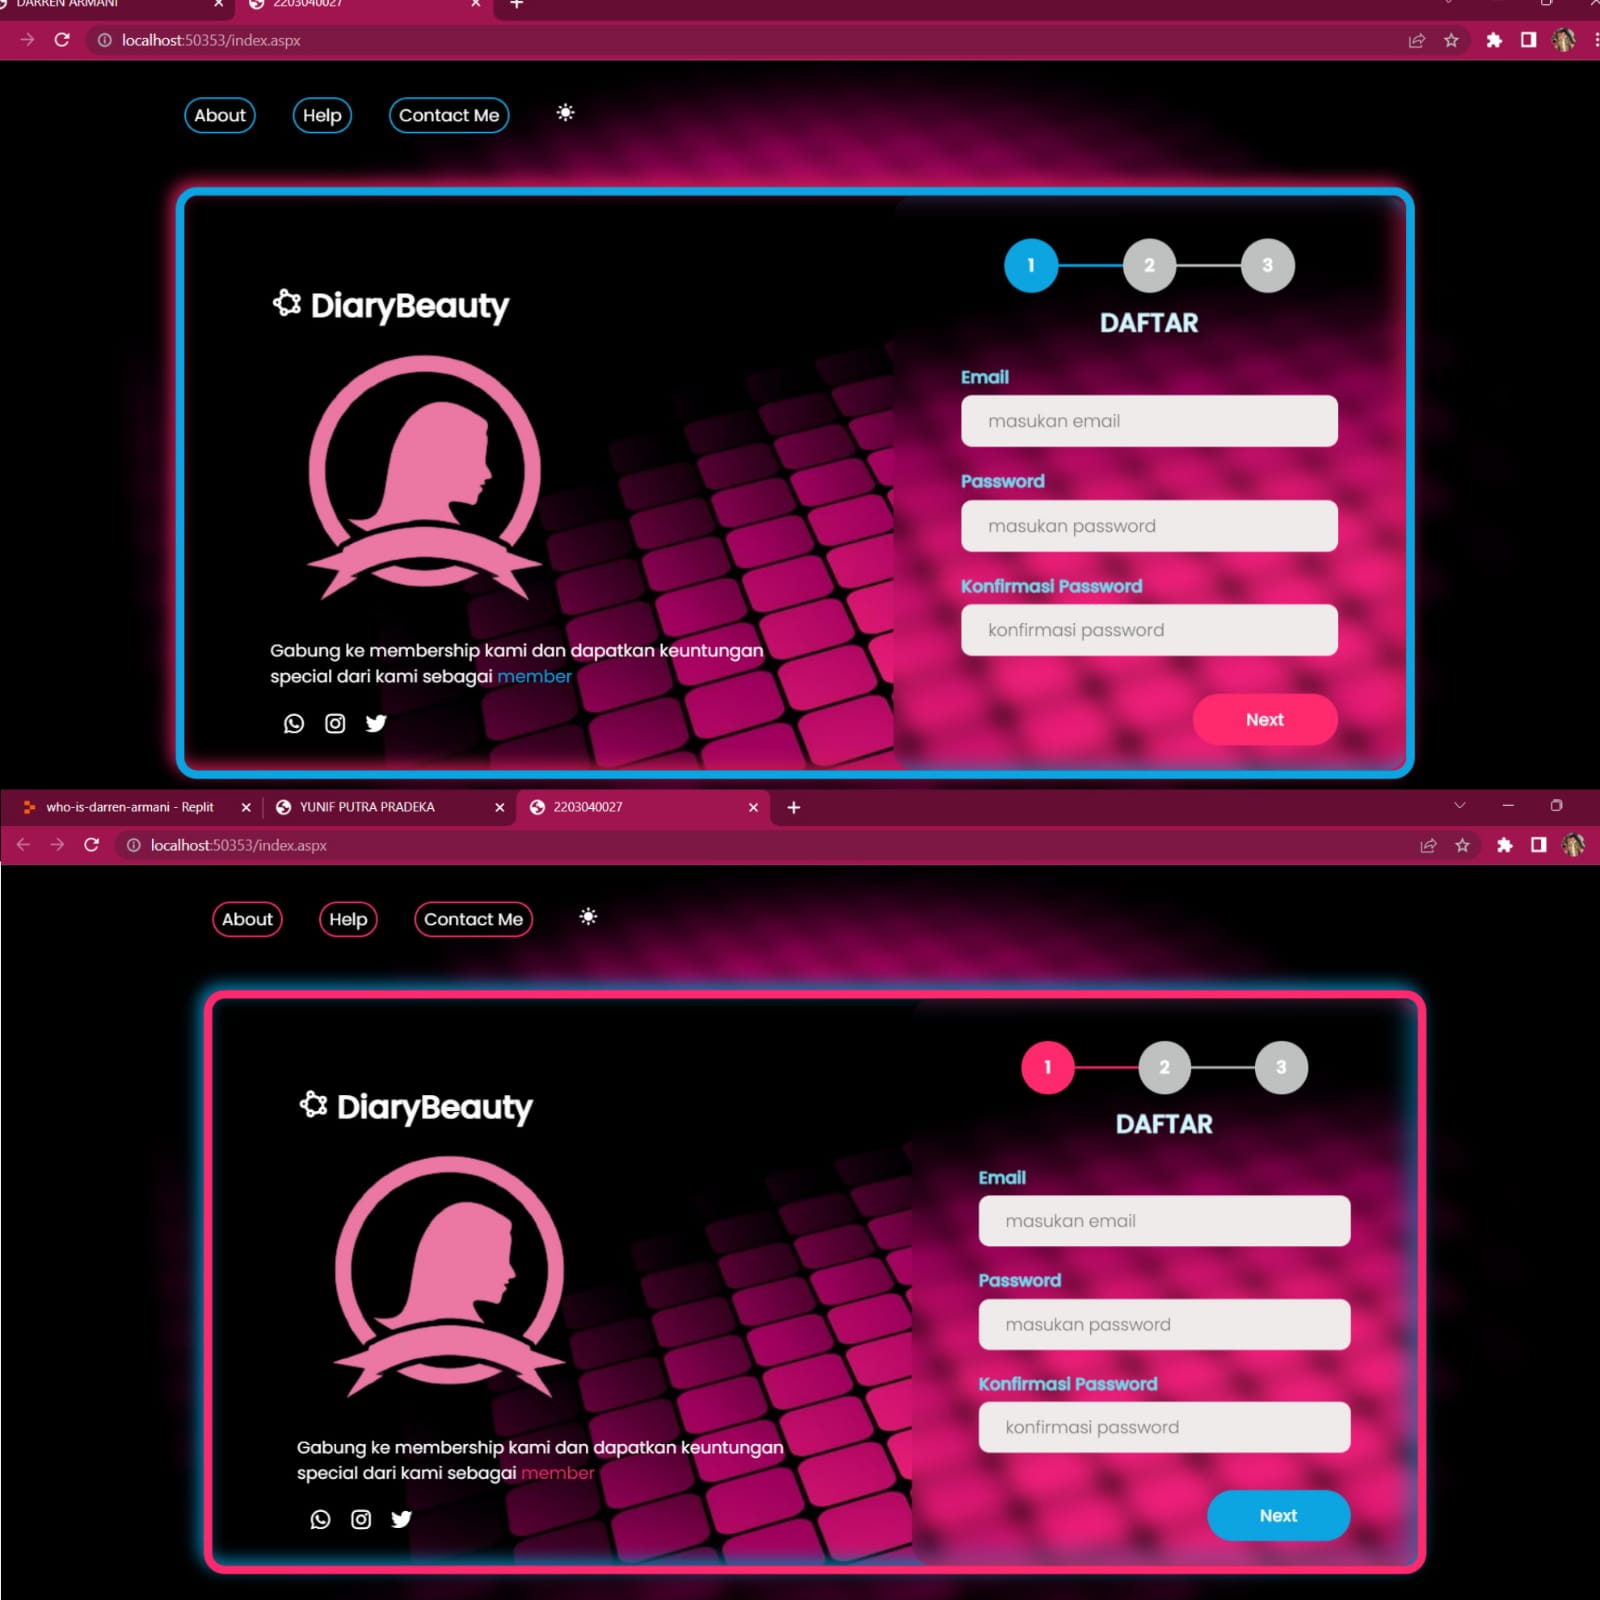 DARREN ARMANI
2203040027
localhost:50353/index.aspx
About
Help
Contact Me
DiaryBeauty
Gabung ke membership kami dan dapatkan keuntungan
special dari kami sebagai member
1
2
3
DAFTAR
Email
masukan email
Password
masukan password
Konfirmasi Password
konfirmasi password
Next
who-is-darren-armani - Replit
YUNIF PUTRA PRADEKA
2203040027
localhost:50353/index.aspx
About
Help
Contact Me
DiaryBeauty
Gabung ke membership kami dan dapatkan keuntungan
special dari kami sebagai member
1
2
3
DAFTAR
Email
masukan email
Password
masukan password
Konfirmasi Password
konfirmasi password
Next